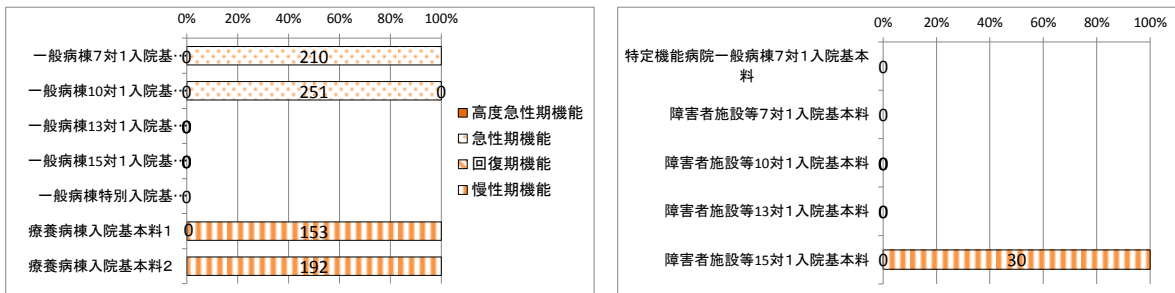 0% 20% 40% 60% 80% 100%
一般病棟7対1入院基… 0 210
一般病棟10対1入院基… 0 251 0
一般病棟13対1入院基… 0
一般病棟15対1入院基… 0
一般病棟特別入院基… 0
療養病棟入院基本料1 0 153
療養病棟入院基本料2 192
高度急性期機能
急性期機能
回復期機能
慢性期機能
0% 20% 40% 60% 80% 100%
特定機能病院一般病棟7対1入院基本
料 0
障害者施設等7対1入院基本料 0
障害者施設等10対1入院基本料 0
障害者施設等13対1入院基本料 0
障害者施設等15対1入院基本料 0 30